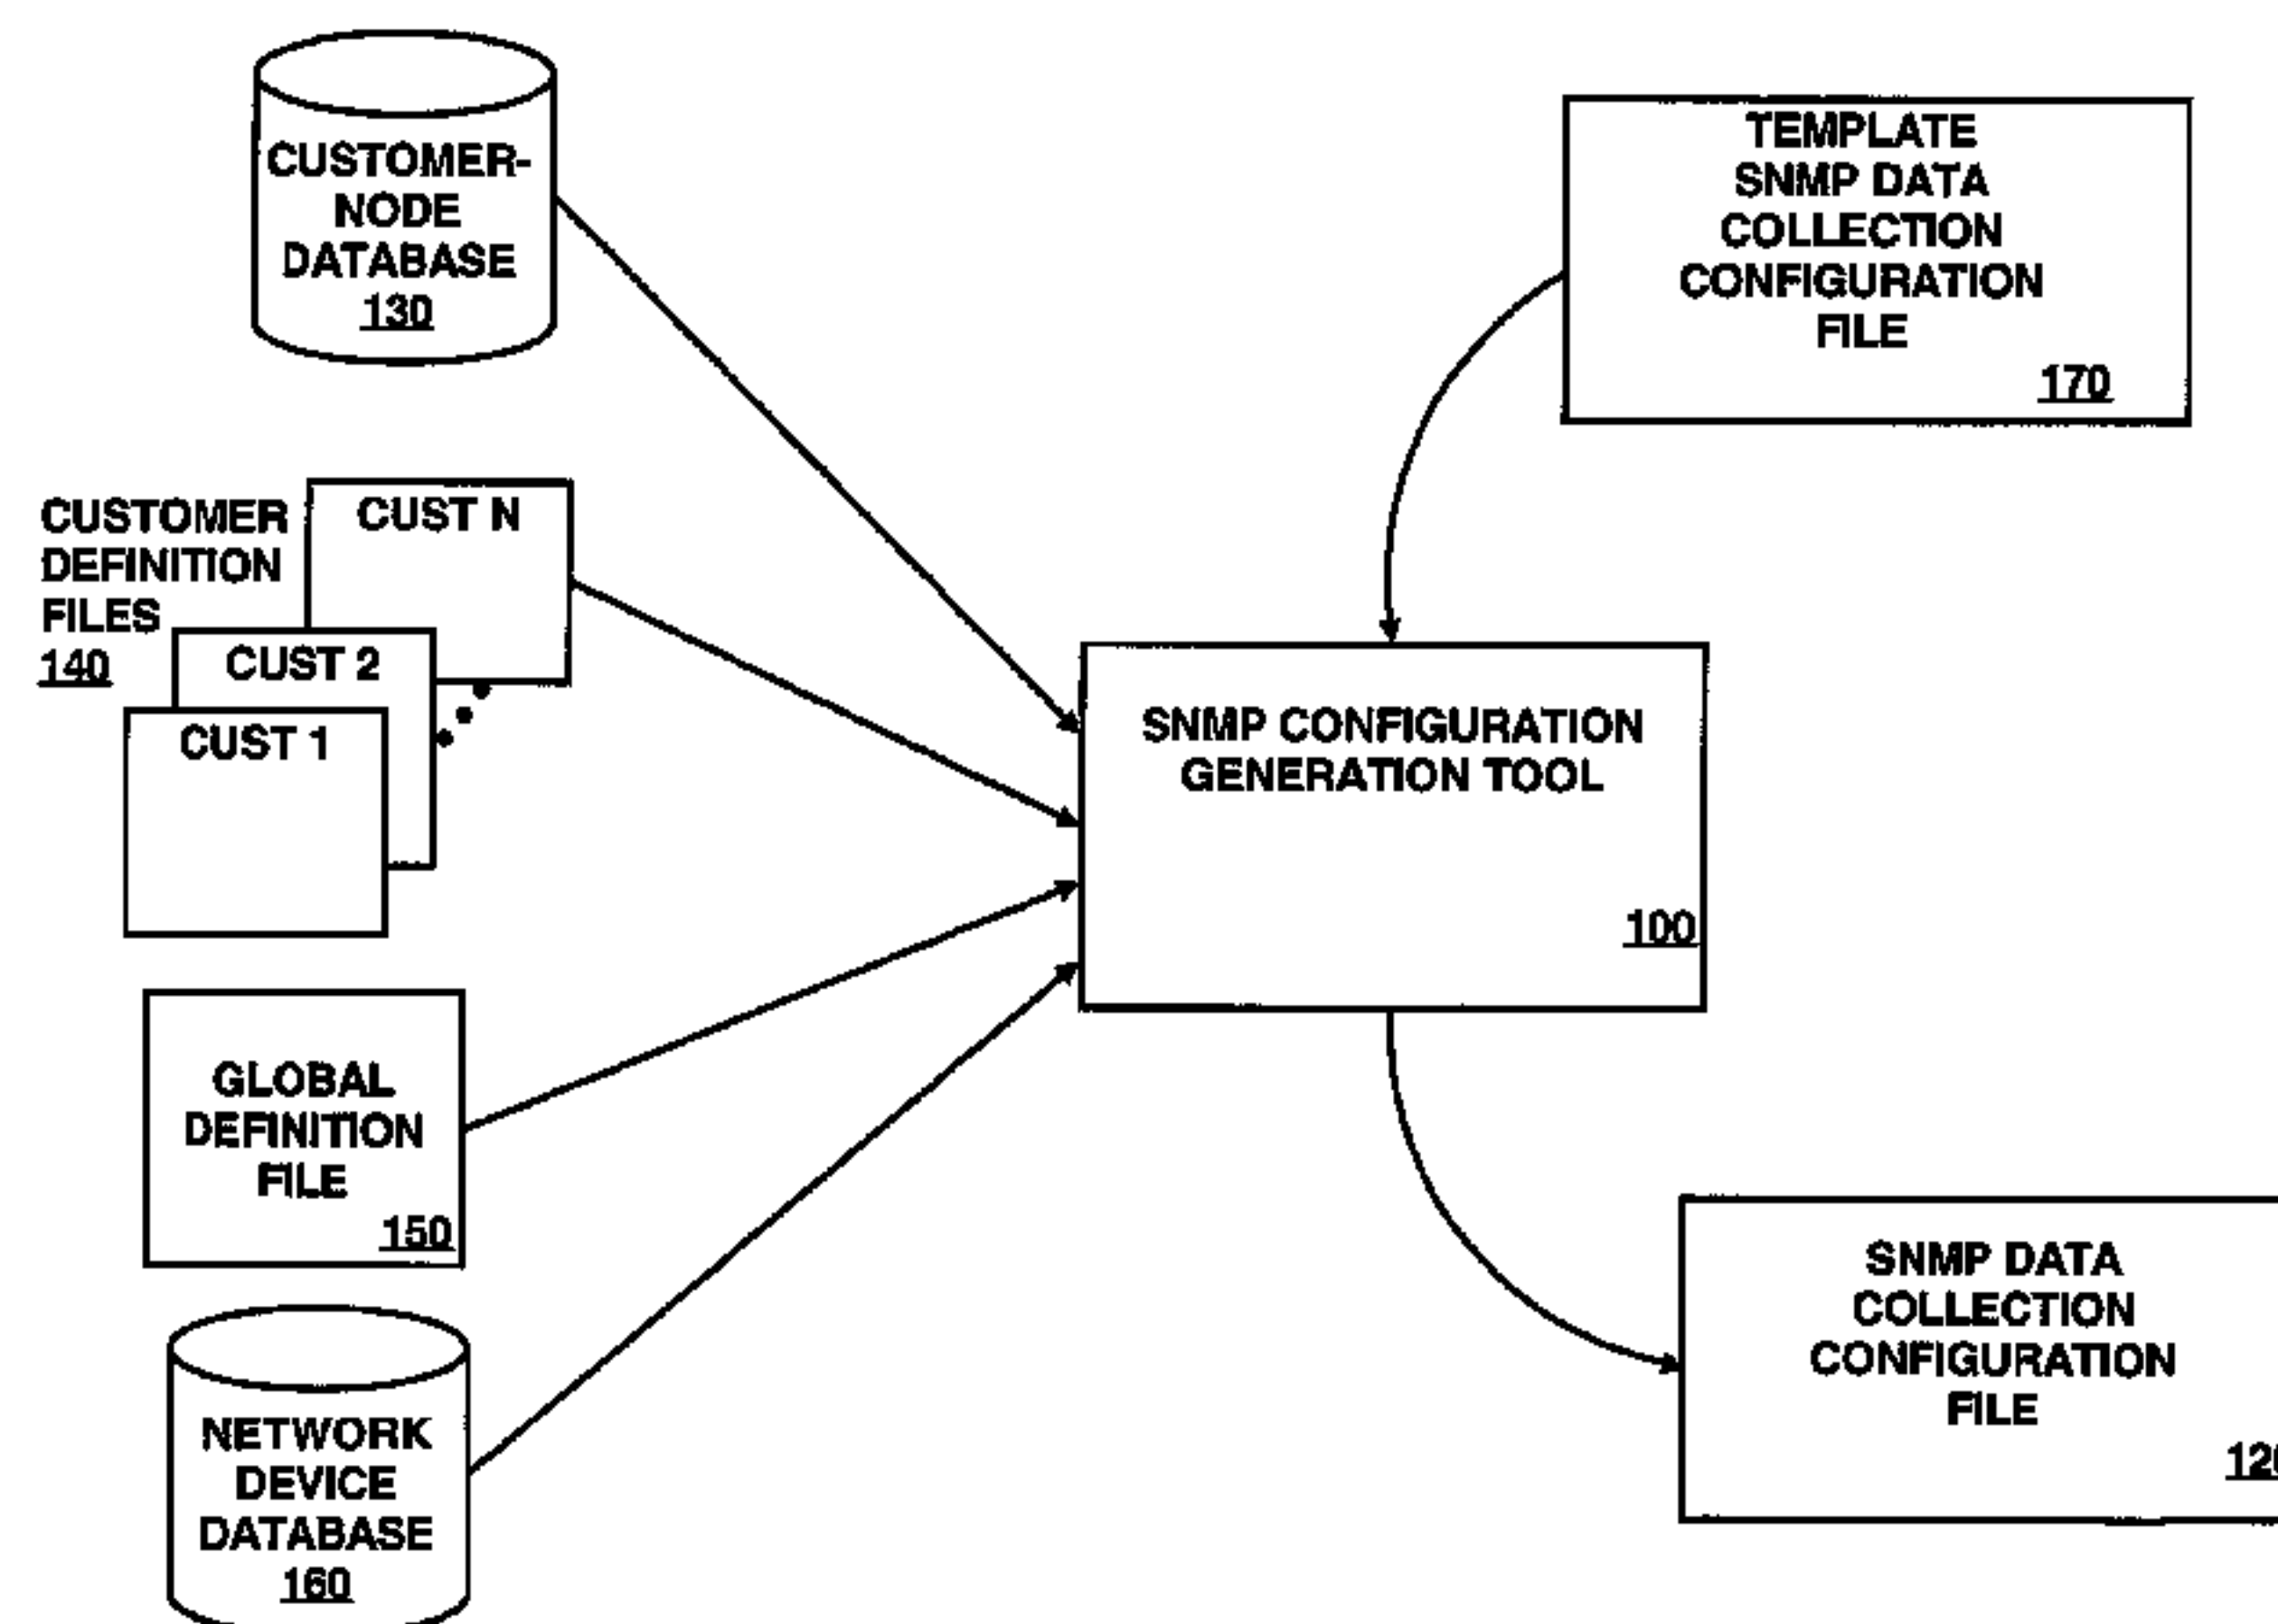 CUSTOMER-
NODE
DATABASE
130
TEMPLATE
SNMP DATA
COLLECTION
CONFIGURATION
FILE
170
CUSTOMER
DEFINITION
FILES
140
CUST N
CUST 2
CUST 1
SNMP CONFIGURATION
GENERATION TOOL
100
GLOBAL
DEFINITION
FILE
150
SNMP DATA
COLLECTION
CONFIGURATION
FILE
120
NETWORK
DEVICE
DATABASE
160